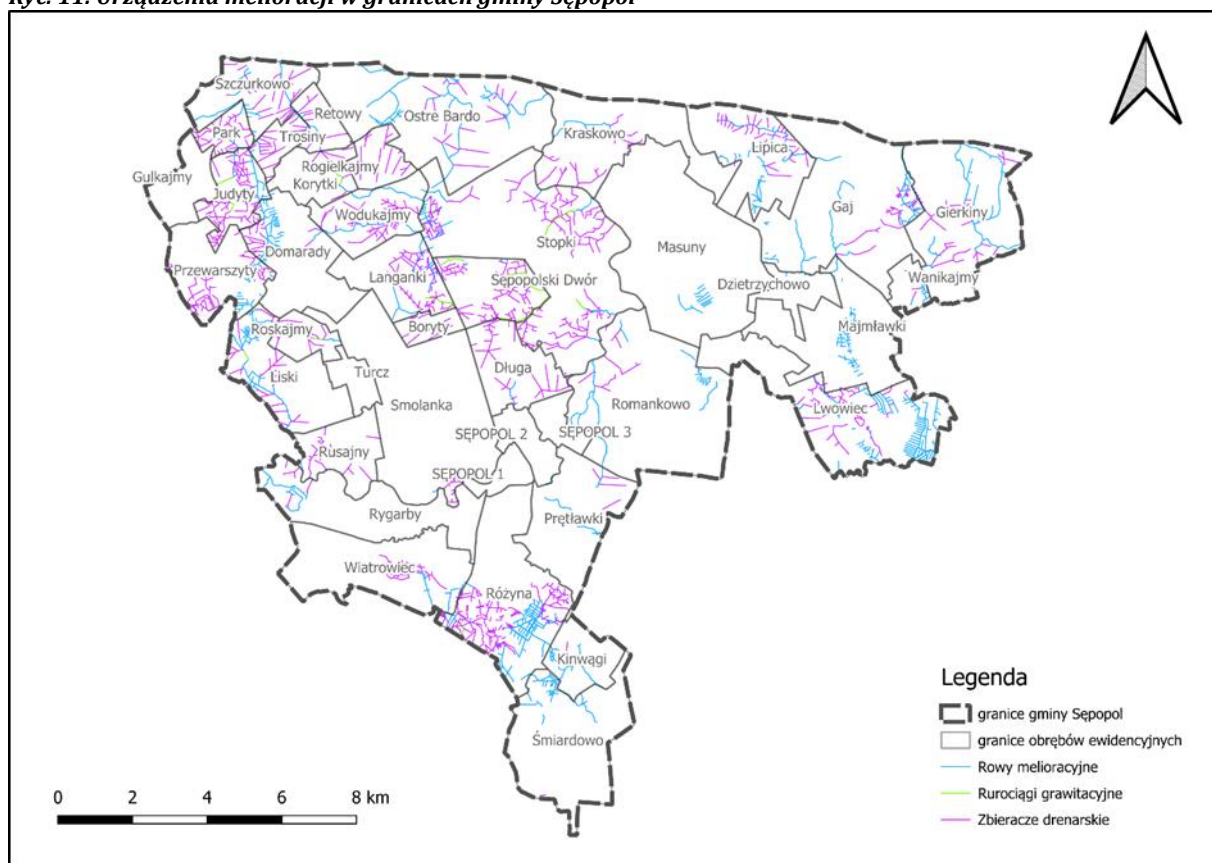 Ryc. 11. Urządzenia melioracji w granicach gminy Sępopol
Szczurkowo
Retowy
Ostre Bardo
Park
Trosiny
Kraskowo
Lipica
Rogielkajmy
Gulkajmy
Korytki
Judyty
Gaj
Gierkiny
Wodukajmy
Stopki
Masuny
Domarady
Przewarszyty
Langanki
Sępopolski Dwór
Dzietrzychowo
Wanikajmy
Roskajmy
Boryty
Majmławki
Liski
Turcz
Długa
Smolanka
Romankowo
Lwowiec
SĘPOPOL 2
SĘPOPOL 3
Rusajny
SĘPOPOL 1
Rygarby
Prętławki
Wiatrowiec
Różyna
Kinwągi
Śmiardowo
Legenda
granice gminy Sępopol
granice obrębów ewidencyjnych
Rowy melioracyjne
Rurociągi grawitacyjne
Zbieracze drenarskie
0 2 4 6 8 km